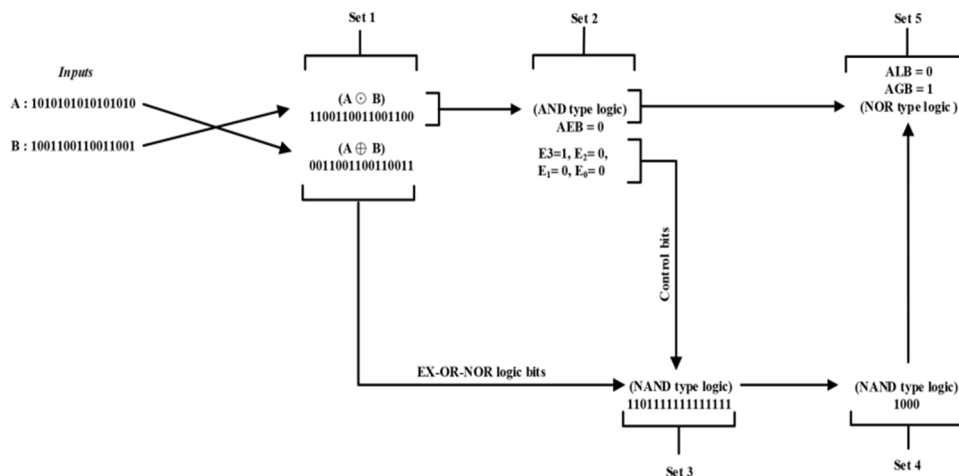 Set 1
Set 2
Set 5
Inputs
A : 1010101010101010
B : 1001100110011001
(A ⊙ B)
1100110011001100
(A ⊕ B)
0011001100110011
(AND type logic)
AEB = 0
E3=1, E₂= 0,
E₁= 0, E₀= 0
ALB = 0
AGB = 1
(NOR type logic )
Control bits
EX-OR-NOR logic bits
(NAND type logic)
1101111111111111
Set 3
(NAND type logic)
1000
Set 4